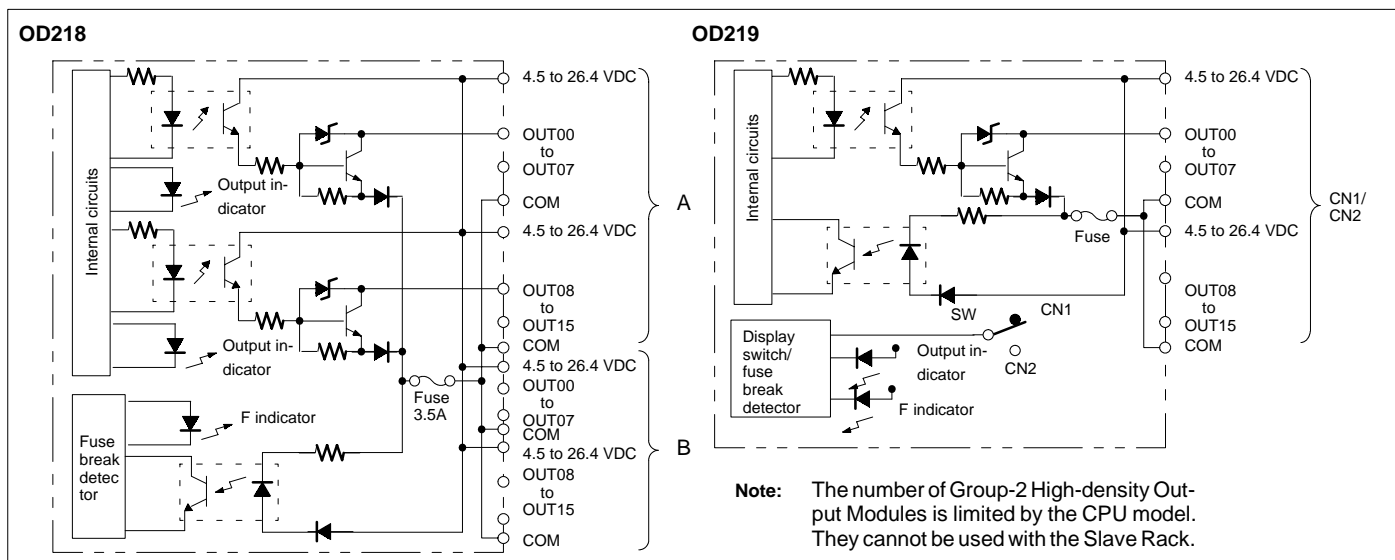 OD218
Internal circuits
Output in-
dicator
Output in-
dicator
Fuse
break
detec
tor
F indicator
Fuse
3.5A
4.5 to 26.4 VDC
OUT00
to
OUT07
COM
4.5 to 26.4 VDC
OUT08
to
OUT15
COM
4.5 to 26.4 VDC
OUT00
to
OUT07
COM
4.5 to 26.4 VDC
OUT08
to
OUT15
COM
A
B
OD219
Internal circuits
Fuse
SW
CN1
CN2
Display
switch/
fuse
break
detector
Output in-
dicator
F indicator
4.5 to 26.4 VDC
OUT00
to
OUT07
COM
4.5 to 26.4 VDC
OUT08
to
OUT15
COM
CN1/
CN2
Note: The number of Group-2 High-density Out-
put Modules is limited by the CPU model.
They cannot be used with the Slave Rack.